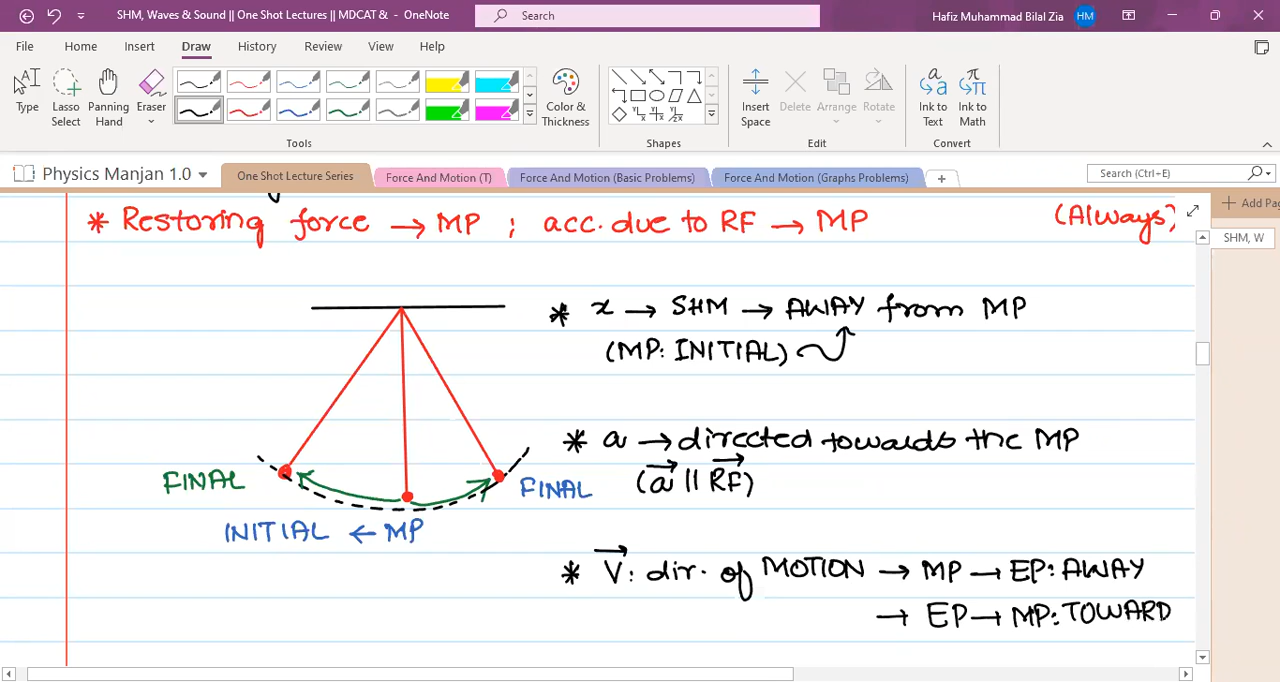 SHM, Waves & Sound || One Shot Lectures || MDCAT & - OneNote
Search
Hafiz Muhammad Bilal Zia HM
File Home Insert Draw History Review View Help
Type
Lasso Select
Panning Hand
Eraser
Color & Thickness
Insert Space
Delete
Arrange
Rotate
Ink to Text
Ink to Math
Tools
Shapes
Edit
Convert
Physics Manjan 1.0
One Shot Lecture Series
Force And Motion (T)
Force And Motion (Basic Problems)
Force And Motion (Graphs Problems)
Search (Ctrl+E)
Add Pag
SHM, W
* Restoring force → MP ; acc. due to RF → MP (Always)
* x → SHM → AWAY from MP
(MP: INITIAL)
* a → directed towards the MP
(a || RF)
FINAL
FINAL
INITIAL ← MP
* V: dir. of MOTION → MP → EP: AWAY
→ EP → MP: TOWARD